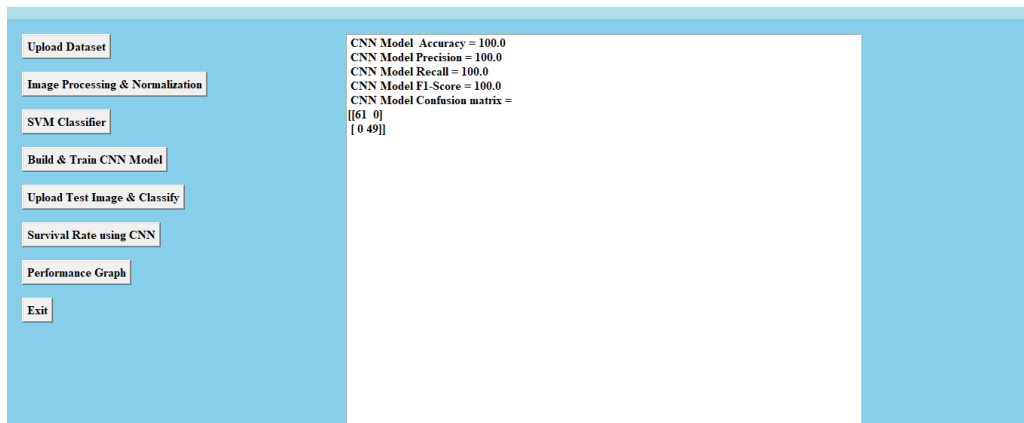 Upload Dataset
Image Processing & Normalization
SVM Classifier
Build & Train CNN Model
Upload Test Image & Classify
Survival Rate using CNN
Performance Graph
Exit
CNN Model  Accuracy = 100.0
CNN Model Precision = 100.0
CNN Model Recall = 100.0
CNN Model F1-Score = 100.0
CNN Model Confusion matrix =
[[61  0]
 [ 0 49]]